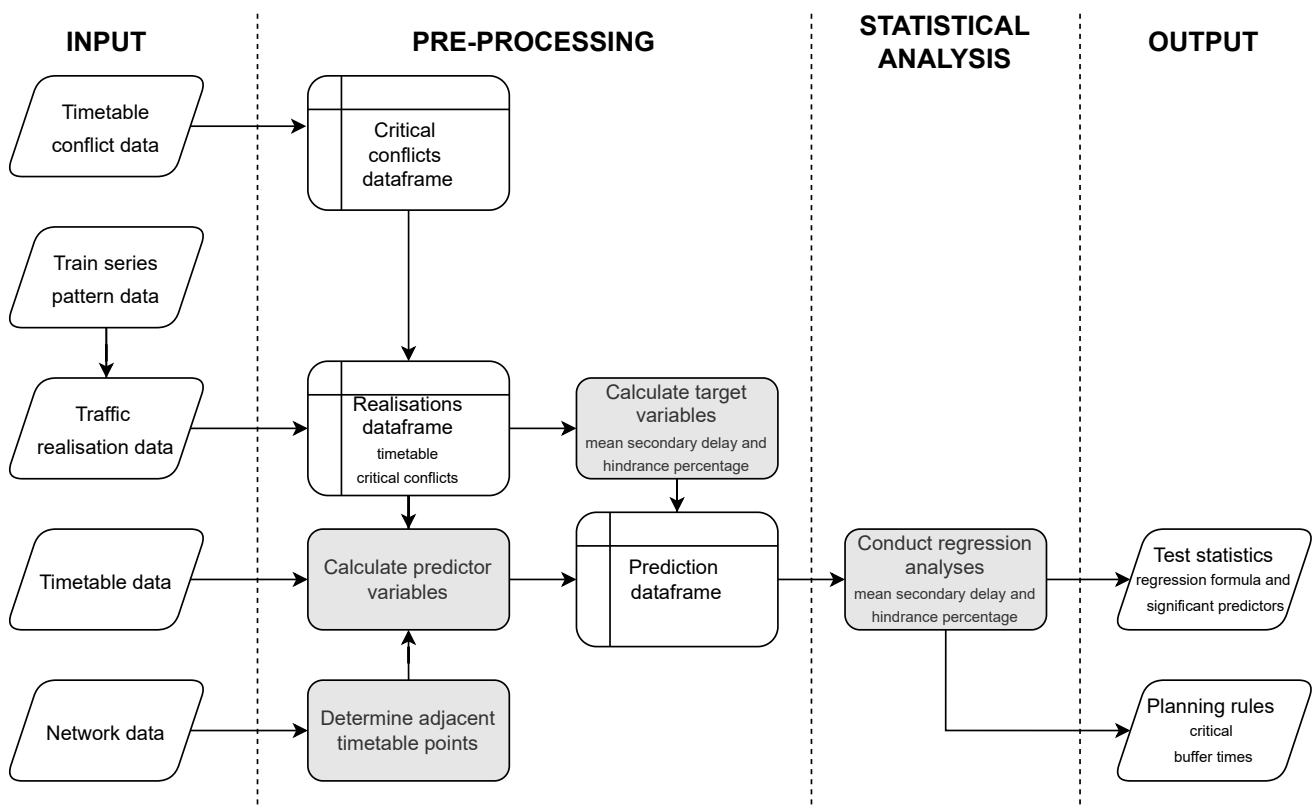 INPUT
PRE-PROCESSING
STATISTICAL
ANALYSIS
OUTPUT
Timetable
conflict data
Critical
conflicts
dataframe
Train series
pattern data
Traffic
realisation data
Realisations
dataframe
timetable
critical conflicts
Calculate target
variables
mean secondary delay and
hindrance percentage
Timetable data
Calculate predictor
variables
Prediction
dataframe
Conduct regression
analyses
mean secondary delay and
hindrance percentage
Test statistics
regression formula and
significant predictors
Network data
Determine adjacent
timetable points
Planning rules
critical
buffer times